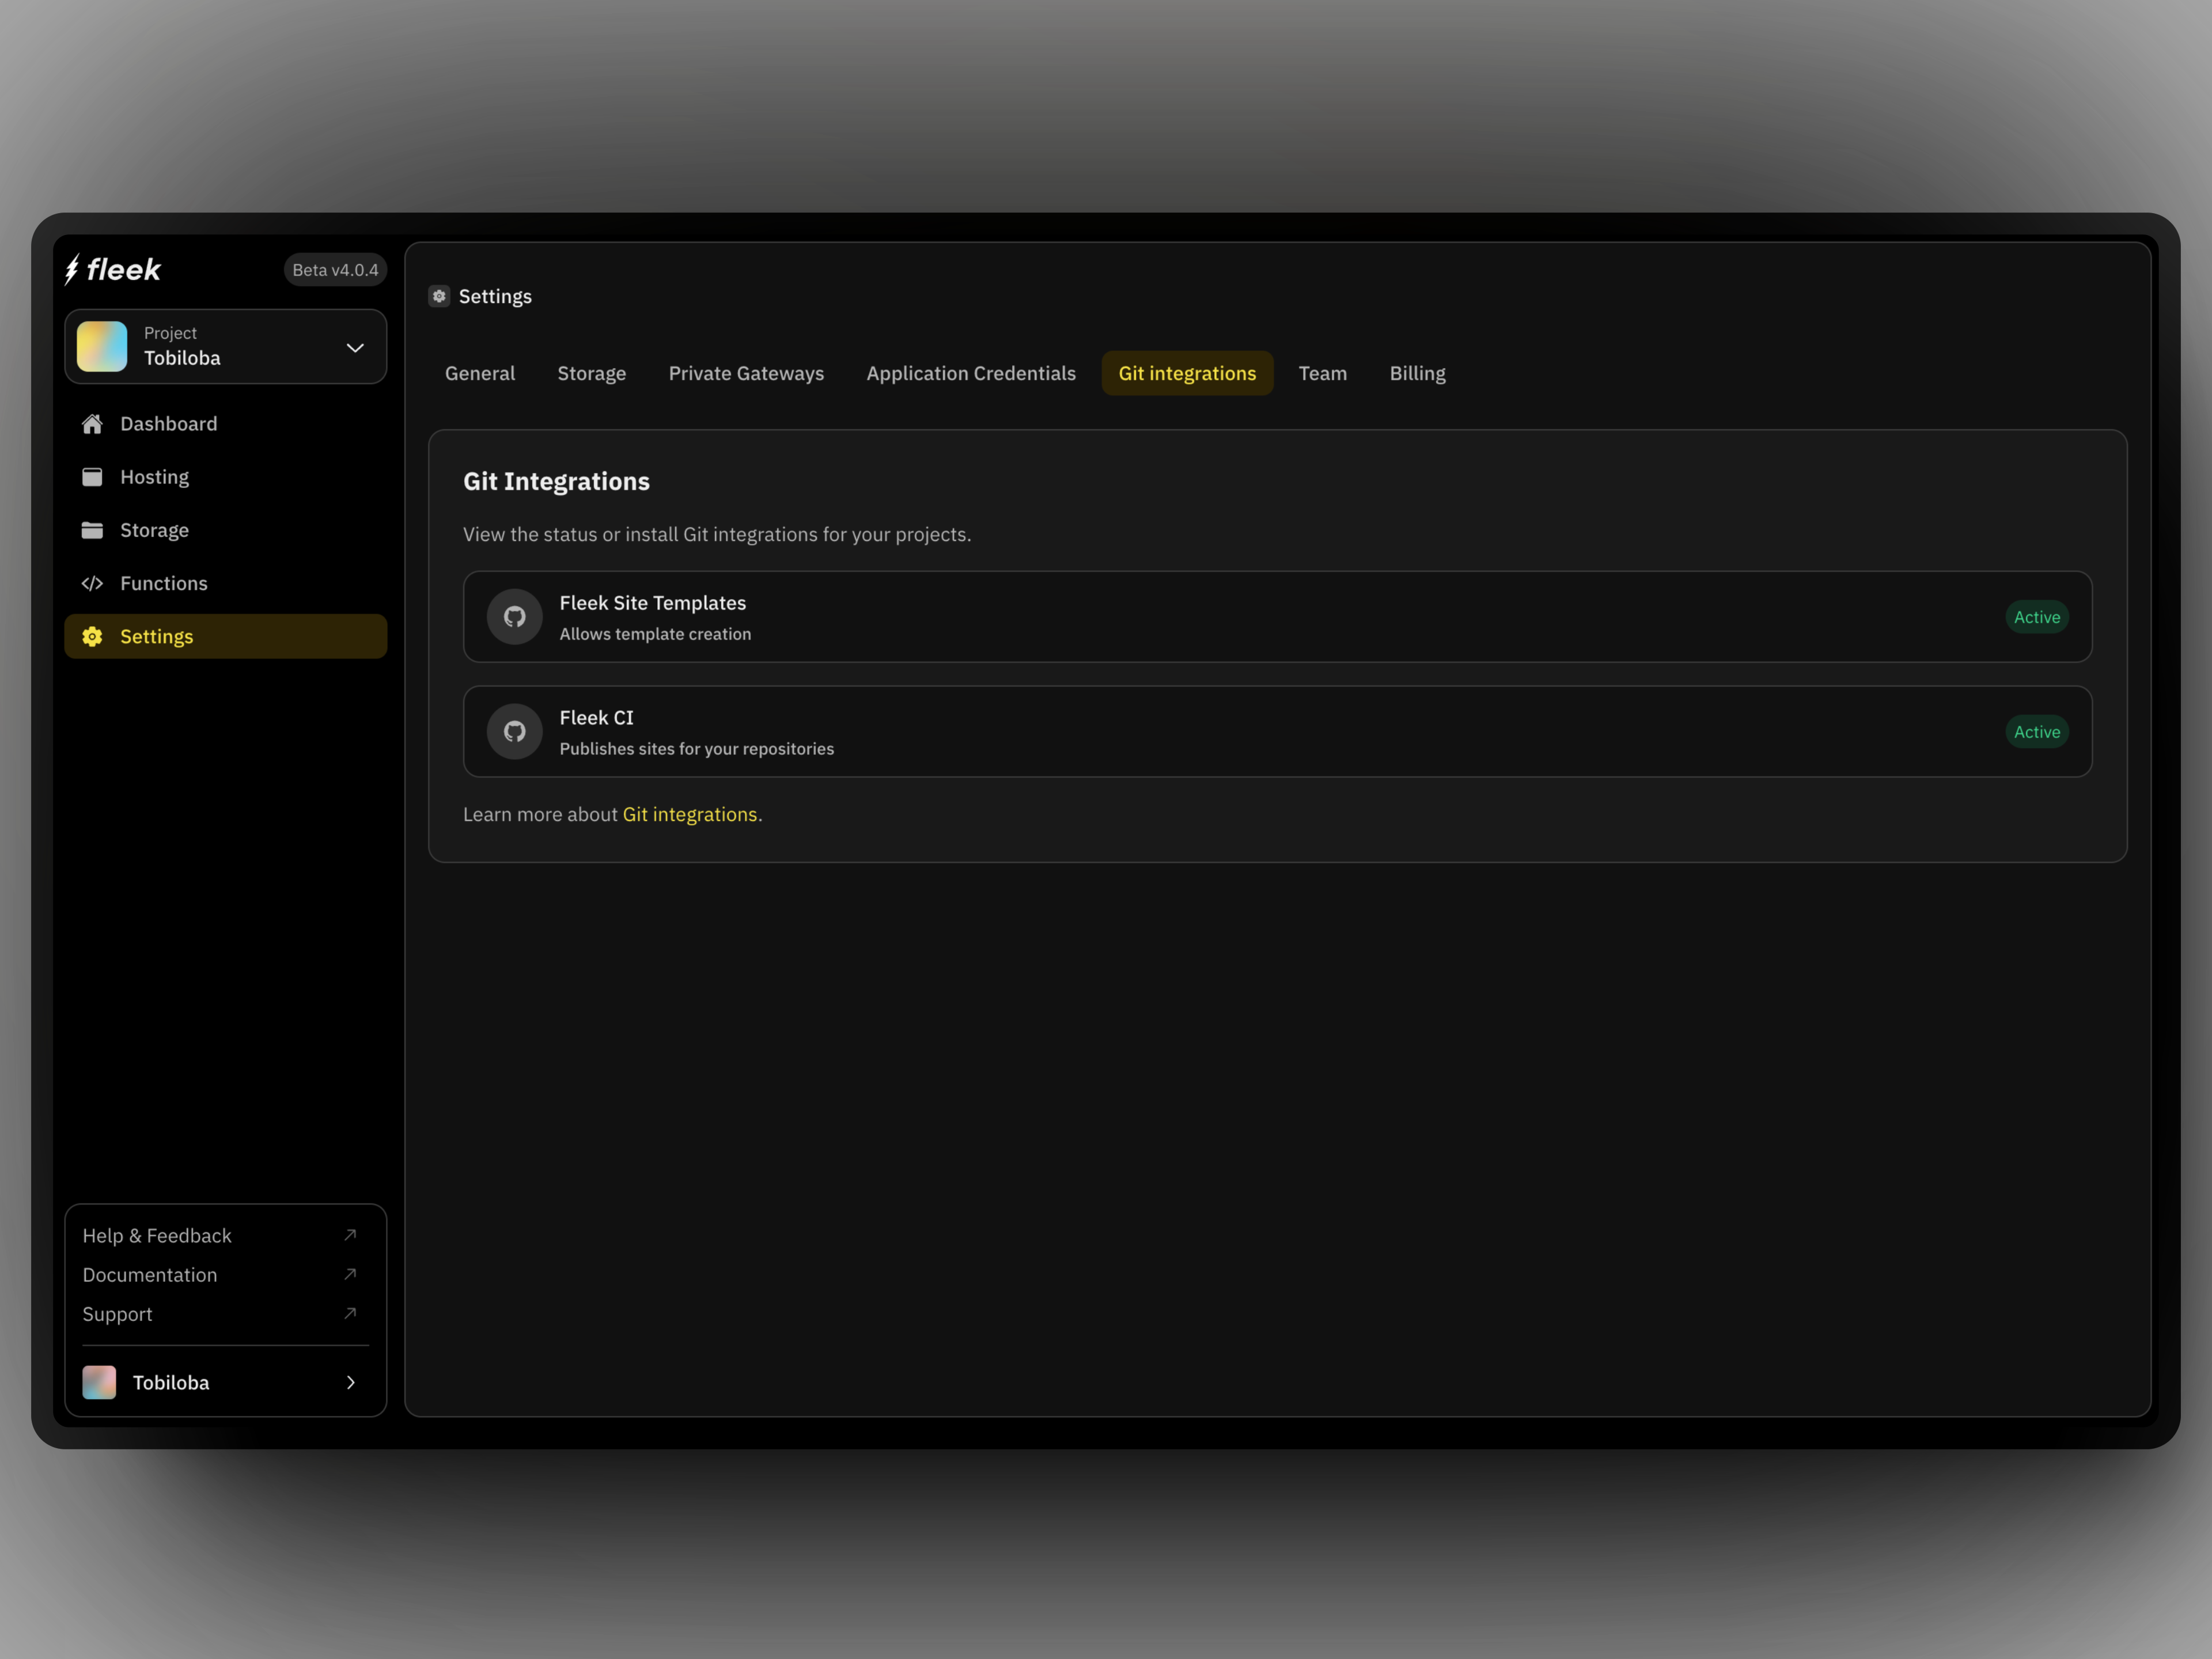 fleek
Beta v4.0.4
Project
Tobiloba
Dashboard
Hosting
Storage
Functions
Settings
Help & Feedback
Documentation
Support
Tobiloba
Settings
General Storage Private Gateways Application Credentials Git integrations Team Billing
Git Integrations
View the status or install Git integrations for your projects.
Fleek Site Templates
Allows template creation
Active
Fleek CI
Publishes sites for your repositories
Active
Learn more about Git integrations.